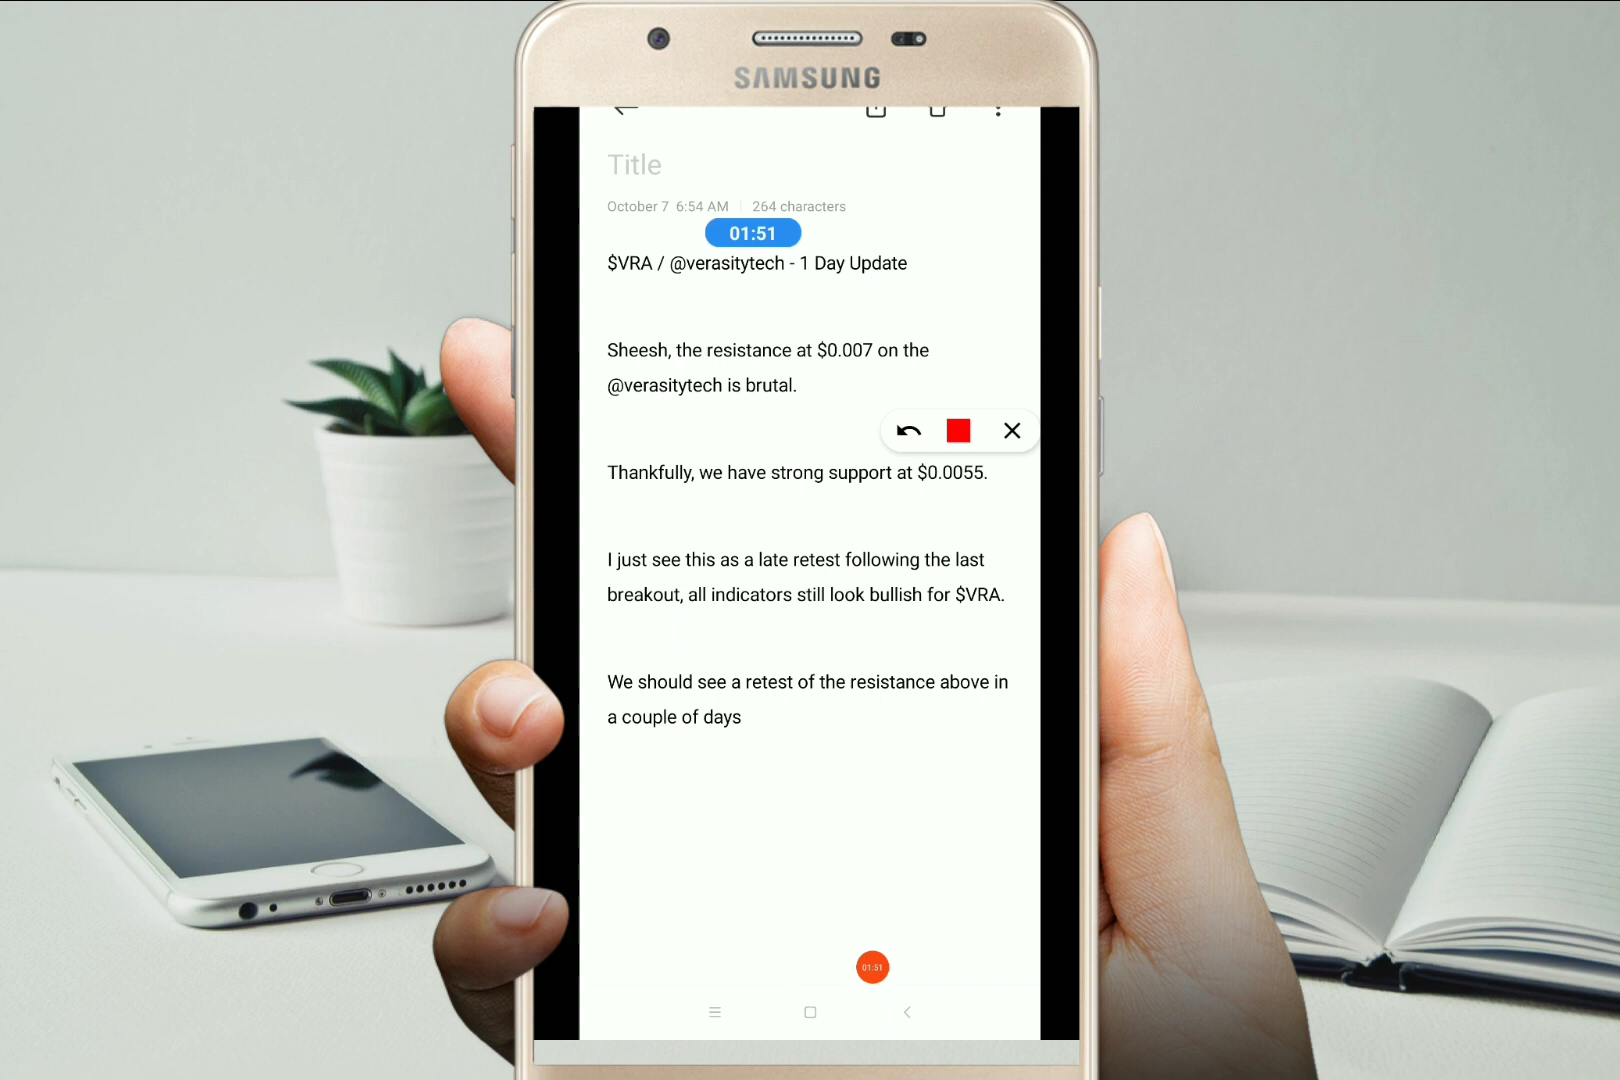 SAMSUNG
Title
October 7 6:54 AM | 264 characters
01:51
$VRA / @verasitytech - 1 Day Update
Sheesh, the resistance at $0.007 on the
@verasitytech is brutal.
Thankfully, we have strong support at $0.0055.
I just see this as a late retest following the last
breakout, all indicators still look bullish for $VRA.
We should see a retest of the resistance above in
a couple of days
01:51